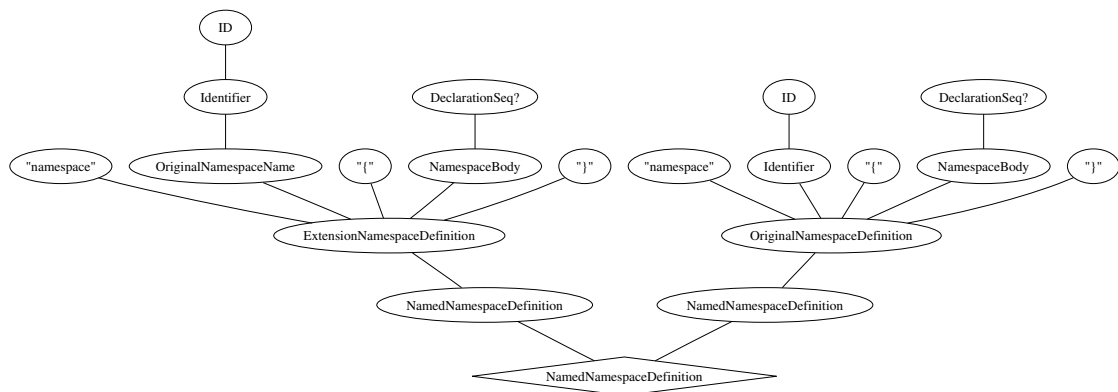 ID
Identifier
DeclarationSeq?
ID
DeclarationSeq?
"namespace"
OriginalNamespaceName
"{"
NamespaceBody
"}"
"namespace"
Identifier
"{"
NamespaceBody
"}"
ExtensionNamespaceDefinition
OriginalNamespaceDefinition
NamedNamespaceDefinition
NamedNamespaceDefinition
NamedNamespaceDefinition